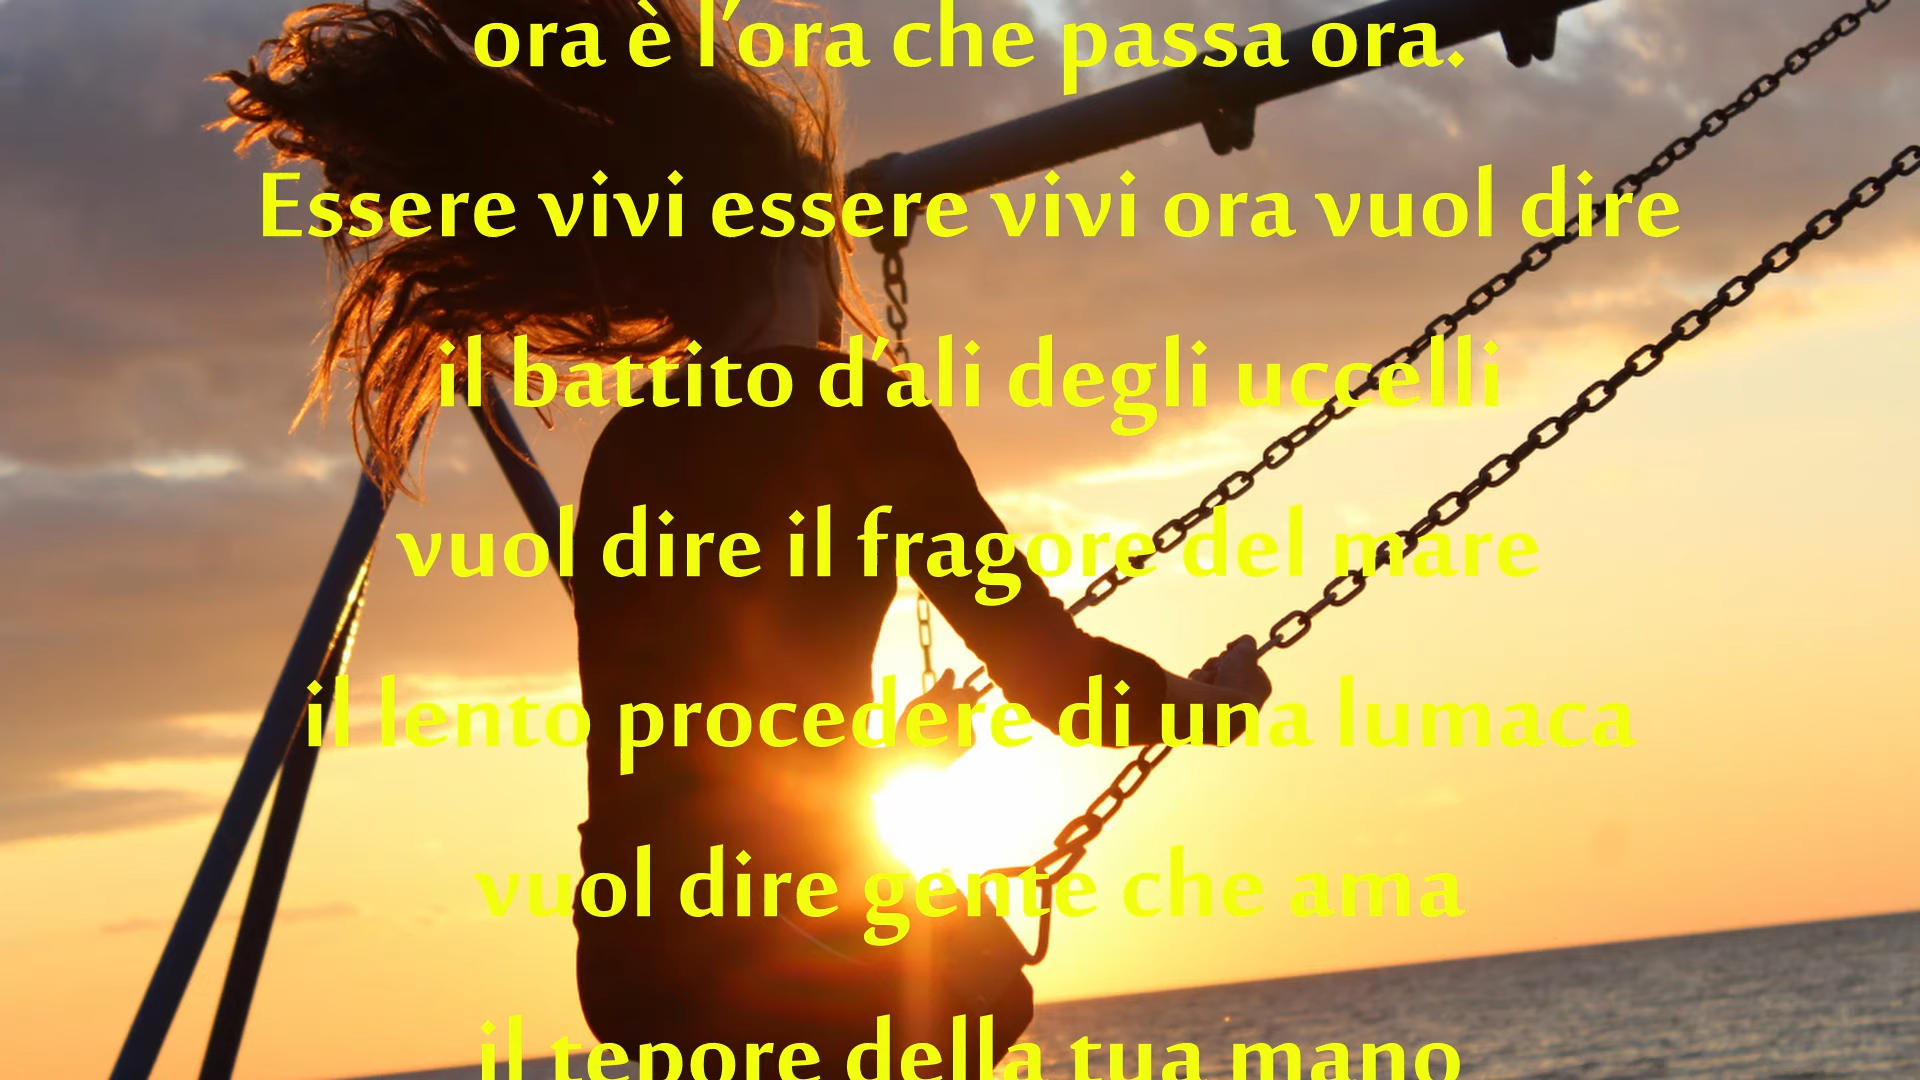 ora è l'ora che passa ora.
Essere vivi essere vivi ora vuol dire
il battito d'ali degli uccelli
vuol dire il fragore del mare
il lento procedere di una lumaca
vuol dire gente che ama
il tepore della tua mano